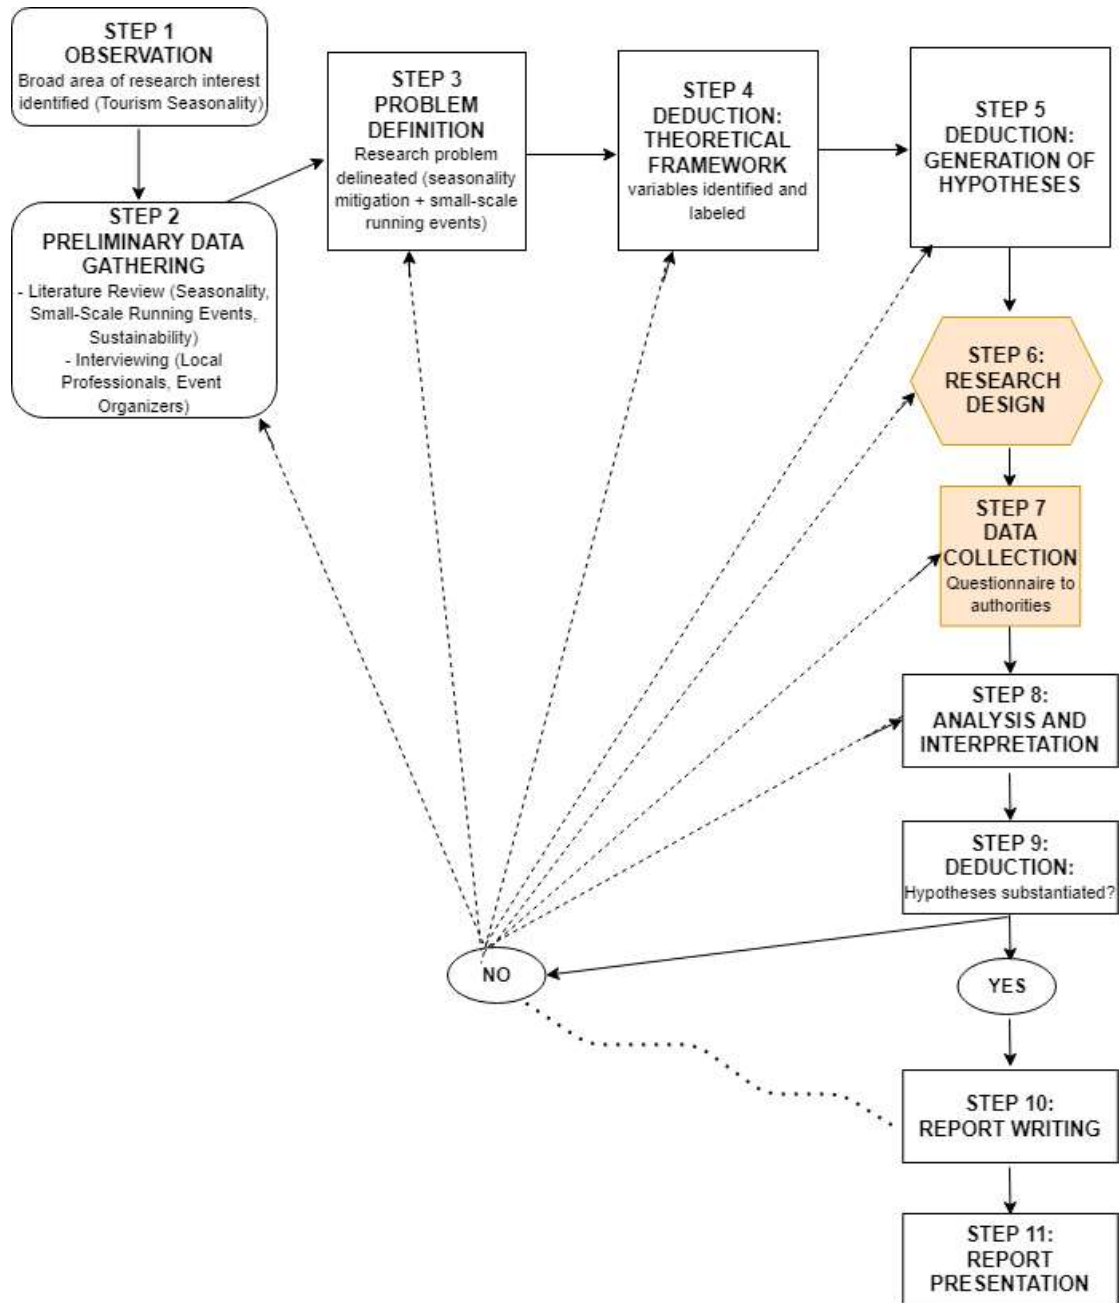 STEP 1
OBSERVATION
Broad area of research interest
identified (Tourism Seasonality)
STEP 2
PRELIMINARY DATA
GATHERING
- Literature Review (Seasonality,
Small-Scale Running Events,
Sustainability)
- Interviewing (Local
Professionals, Event
Organizers)
STEP 3
PROBLEM
DEFINITION
Research problem
delineated (seasonality
mitigation + small-scale
running events)
STEP 4
DEDUCTION:
THEORETICAL
FRAMEWORK
variables identified and
labeled
STEP 5
DEDUCTION:
GENERATION OF
HYPOTHESES
STEP 6:
RESEARCH
DESIGN
STEP 7
DATA
COLLECTION
Questionnaire to
authorities
STEP 8:
ANALYSIS AND
INTERPRETATION
STEP 9:
DEDUCTION:
Hypotheses substantiated?
NO
YES
STEP 10:
REPORT WRITING
STEP 11:
REPORT
PRESENTATION